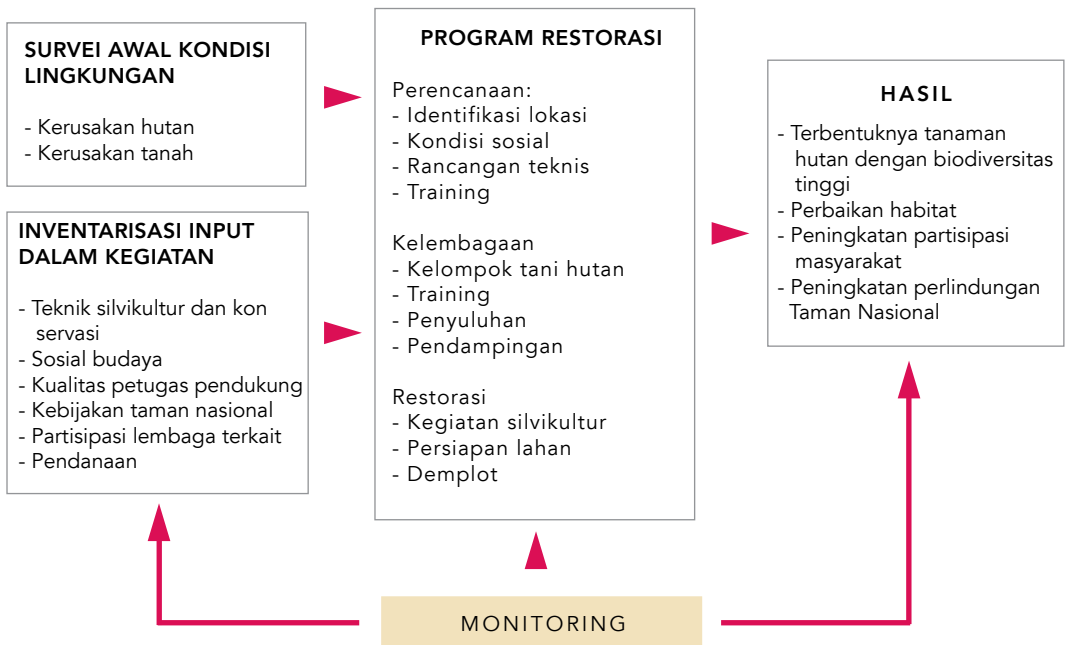 SURVEI AWAL KONDISI
LINGKUNGAN
- Kerusakan hutan
- Kerusakan tanah
INVENTARISASI INPUT
DALAM KEGIATAN
- Teknik silvikultur dan kon
servasi
- Sosial budaya
- Kualitas petugas pendukung
- Kebijakan taman nasional
- Partisipasi lembaga terkait
- Pendanaan
PROGRAM RESTORASI
Perencanaan:
- Identifikasi lokasi
- Kondisi sosial
- Rancangan teknis
- Training
Kelembagaan
- Kelompok tani hutan
- Training
- Penyuluhan
- Pendampingan
Restorasi
- Kegiatan silvikultur
- Persiapan lahan
- Demplot
HASIL
- Terbentuknya tanaman
hutan dengan biodiversitas
tinggi
- Perbaikan habitat
- Peningkatan partisipasi
masyarakat
- Peningkatan perlindungan
Taman Nasional
MONITORING